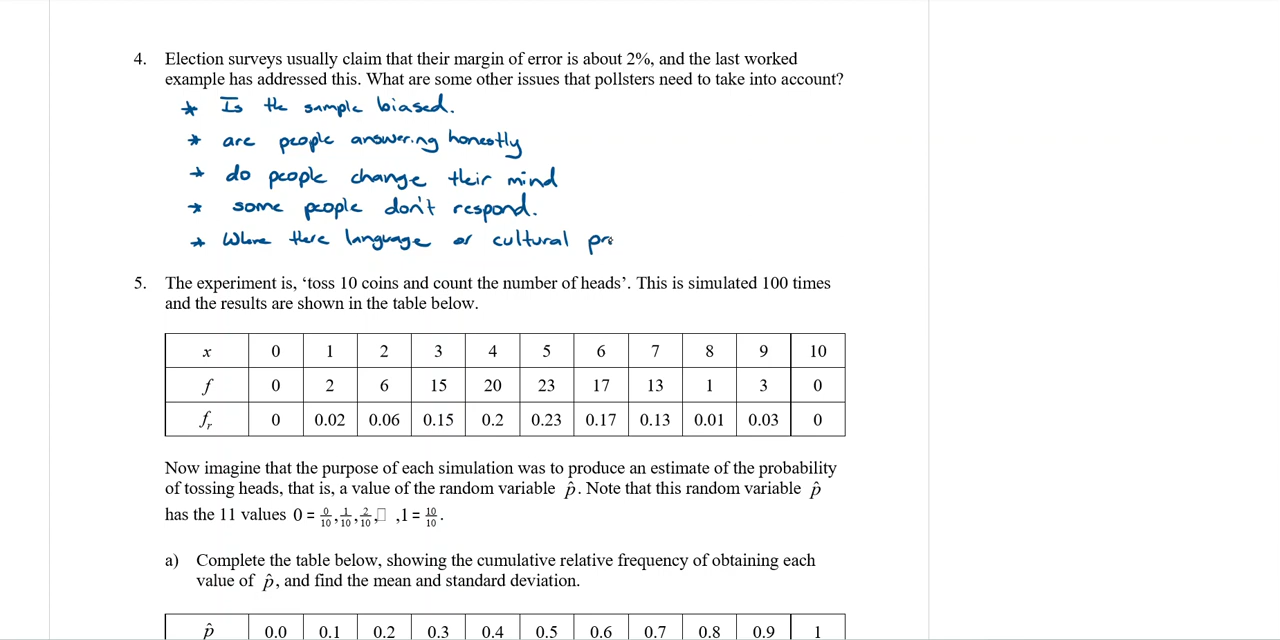 4. Election surveys usually claim that their margin of error is about 2%, and the last worked
example has addressed this. What are some other issues that pollsters need to take into account?
* Is the sample biased.
* are people answering honestly
* do people change their mind
* some people don't respond.
* Where there language or cultural pre
5. The experiment is, ‘toss 10 coins and count the number of heads’. This is simulated 100 times
and the results are shown in the table below.
x 0 1 2 3 4 5 6 7 8 9 10
f 0 2 6 15 20 23 17 13 1 3 0
fᵣ 0 0.02 0.06 0.15 0.2 0.23 0.17 0.13 0.01 0.03 0
Now imagine that the purpose of each simulation was to produce an estimate of the probability
of tossing heads, that is, a value of the random variable p̂. Note that this random variable p̂
has the 11 values 0 = 0/10, 1/10, 2/10,□ ,1 = 10/10.
a) Complete the table below, showing the cumulative relative frequency of obtaining each
value of p̂, and find the mean and standard deviation.
p̂ 0.0 0.1 0.2 0.3 0.4 0.5 0.6 0.7 0.8 0.9 1